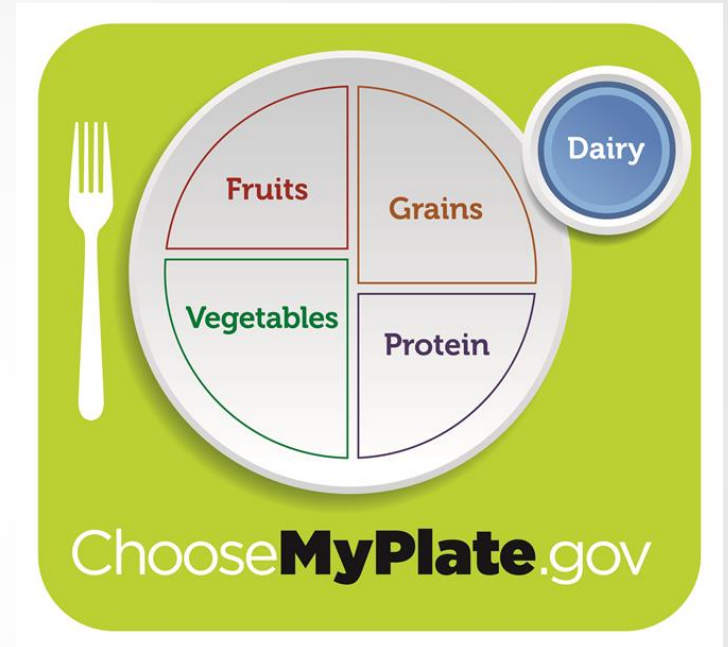 Dairy
Fruits
Grains
Vegetables
Protein
ChooseMyPlate.gov